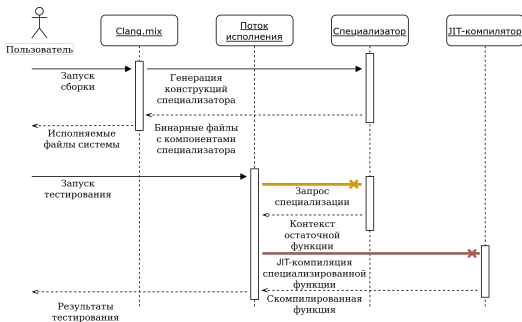 Пользователь
Clang.mix
Поток
исполнения
Специализатор
JIT-компилятор
Запуск
сборки
Генерация
конструкций
специализатора
Исполняемые
файлы системы
Бинарные файлы
с компонентами
специализатора
Запуск
тестирования
Запрос
специализации
Контекст
остаточной
функции
JIT-компиляция
специализированной
функции
Скомпилированная
функция
Результаты
тестирования